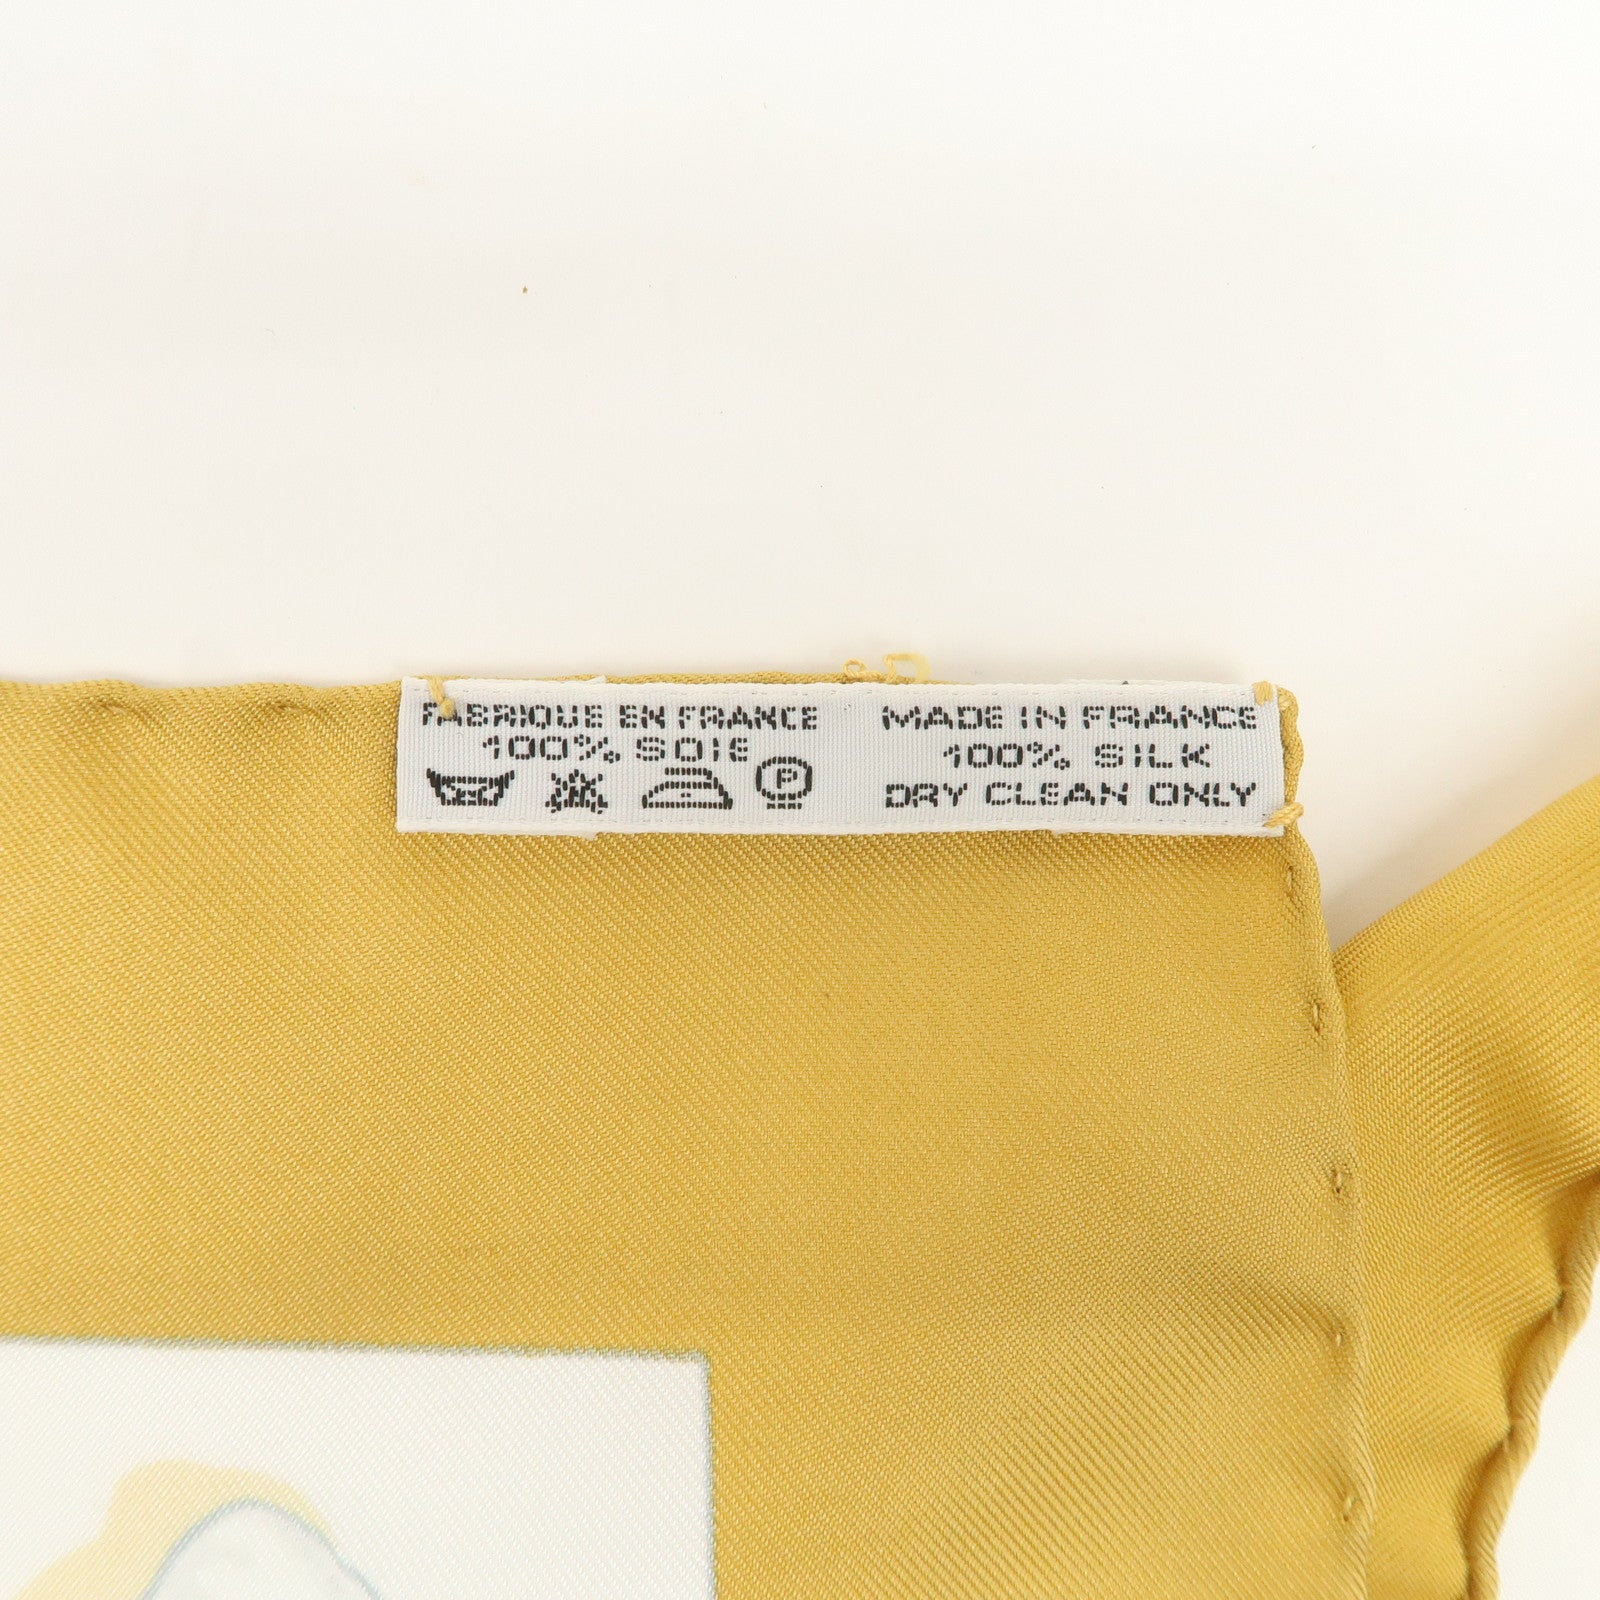 FABRIQUE EN FRANCE
100% SOIE
P
MADE IN FRANCE
100% SILK
DRY CLEAN ONLY